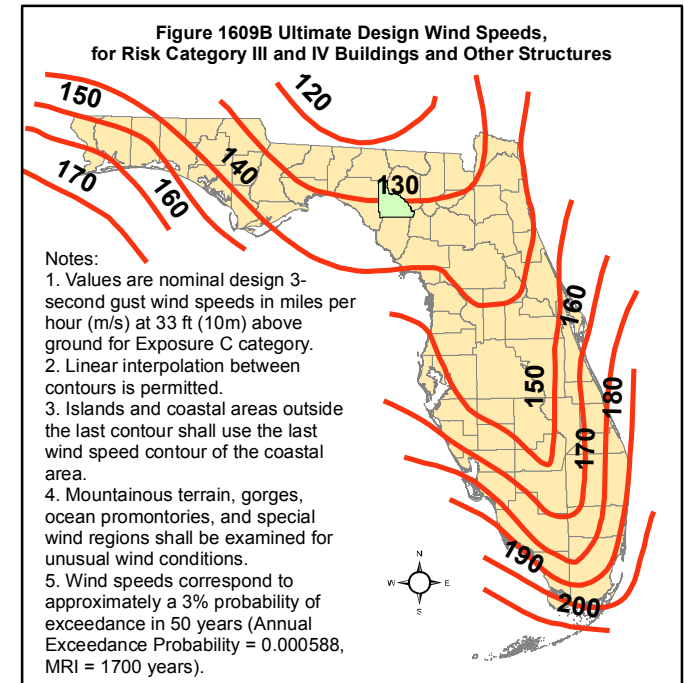 Figure 1609B Ultimate Design Wind Speeds,
for Risk Category III and IV Buildings and Other Structures
120
150
140
130
170
160
Notes:
1. Values are nominal design 3-
second gust wind speeds in miles per
hour (m/s) at 33 ft (10m) above
ground for Exposure C category.
2. Linear interpolation between
contours is permitted.
3. Islands and coastal areas outside
the last contour shall use the last
wind speed contour of the coastal
area.
4. Mountainous terrain, gorges,
ocean promontories, and special
wind regions shall be examined for
unusual wind conditions.
5. Wind speeds correspond to
approximately a 3% probability of
exceedance in 50 years (Annual
Exceedance Probability = 0.000588,
MRI = 1700 years).
160
150
180
170
190
200
N
W E
S